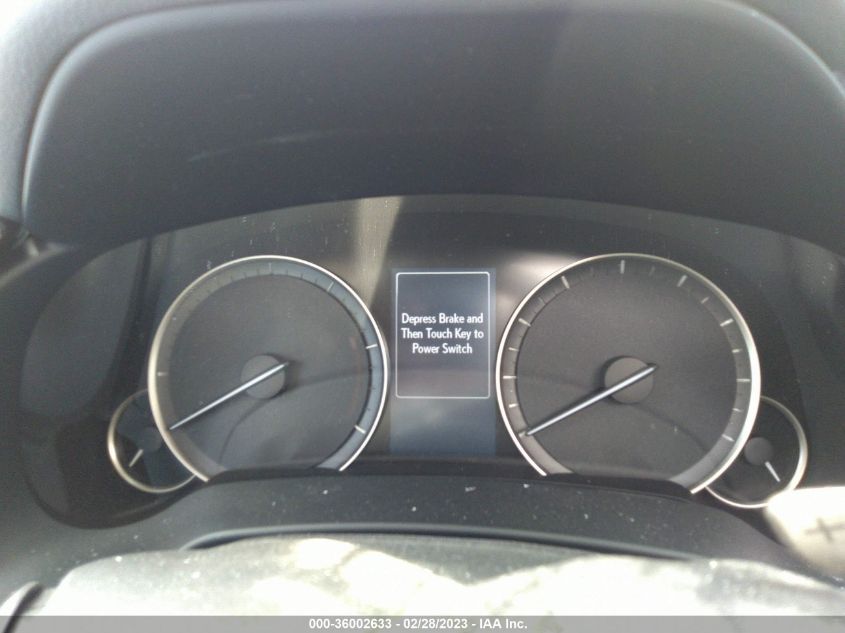 Depress Brake and
Then Touch Key to
Power Switch
000-36002633 - 02/28/2023 - IAA Inc.